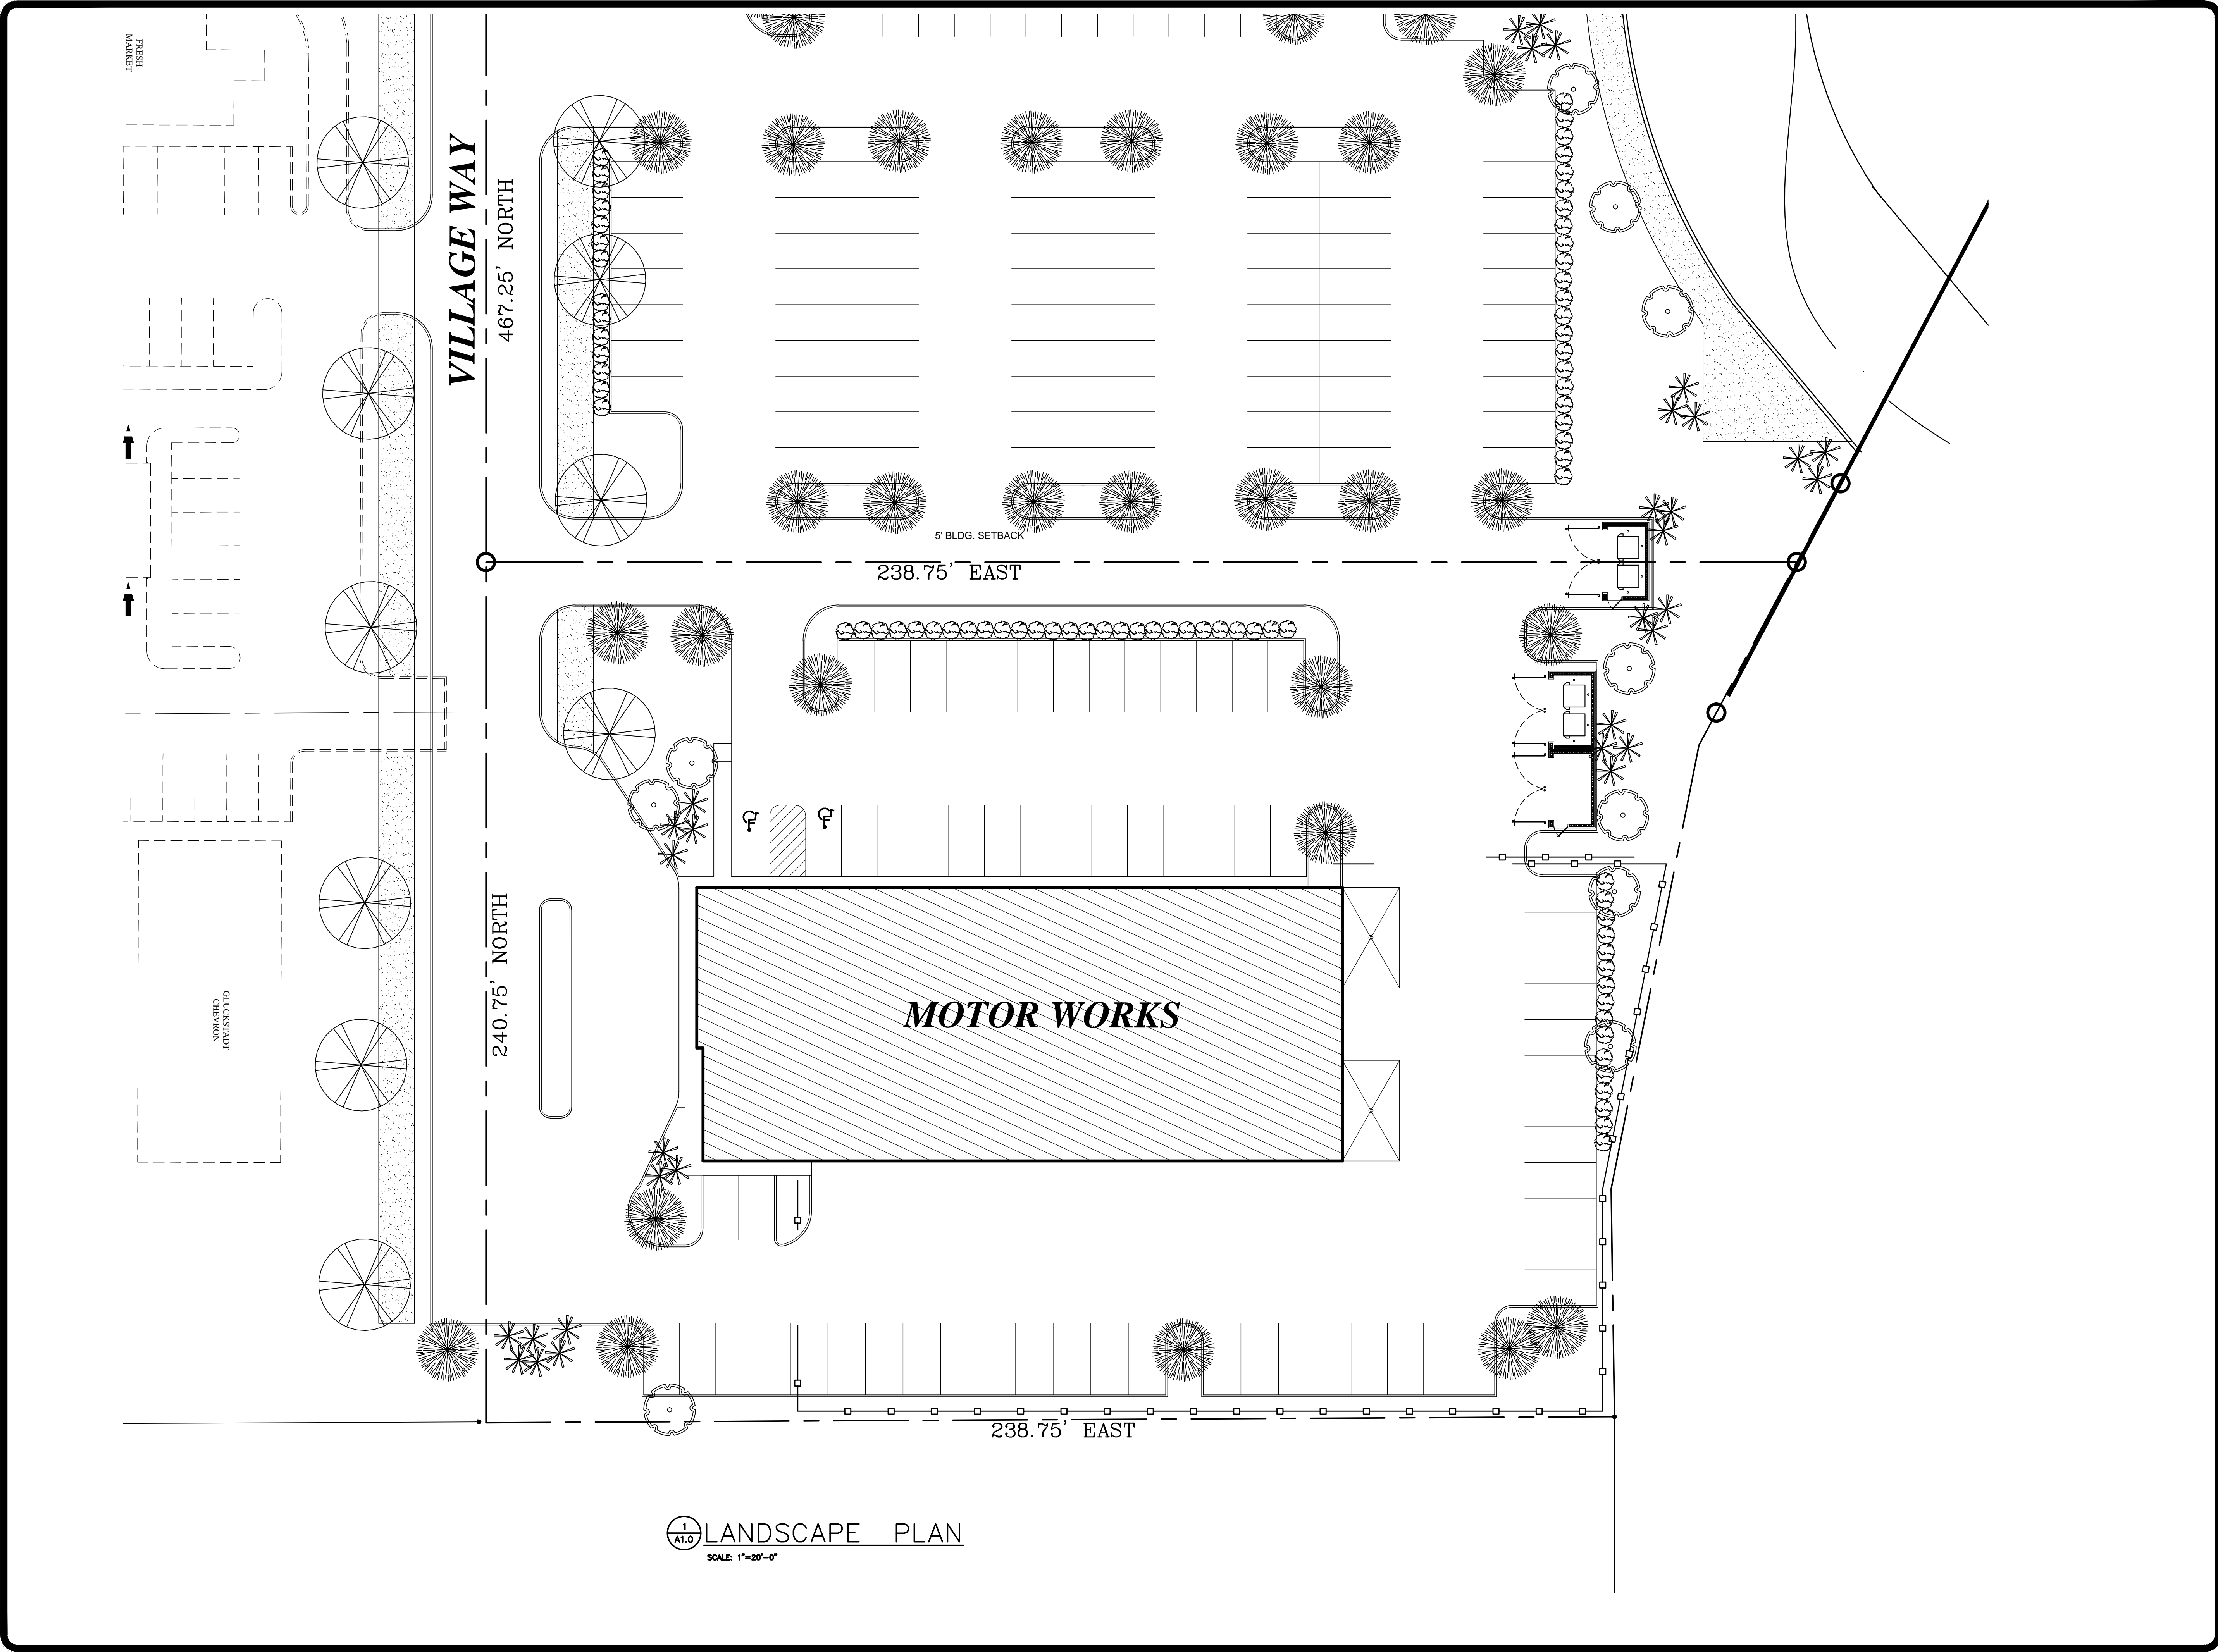 FRESH
MARKET
VILLAGE WAY
467.25' NORTH
5' BLDG. SETBACK
238.75' EAST
240.75' NORTH
GLUCKSTADT
CHEVRON
MOTOR WORKS
238.75' EAST
1
A1.0
LANDSCAPE PLAN
SCALE: 1"=20'-0"